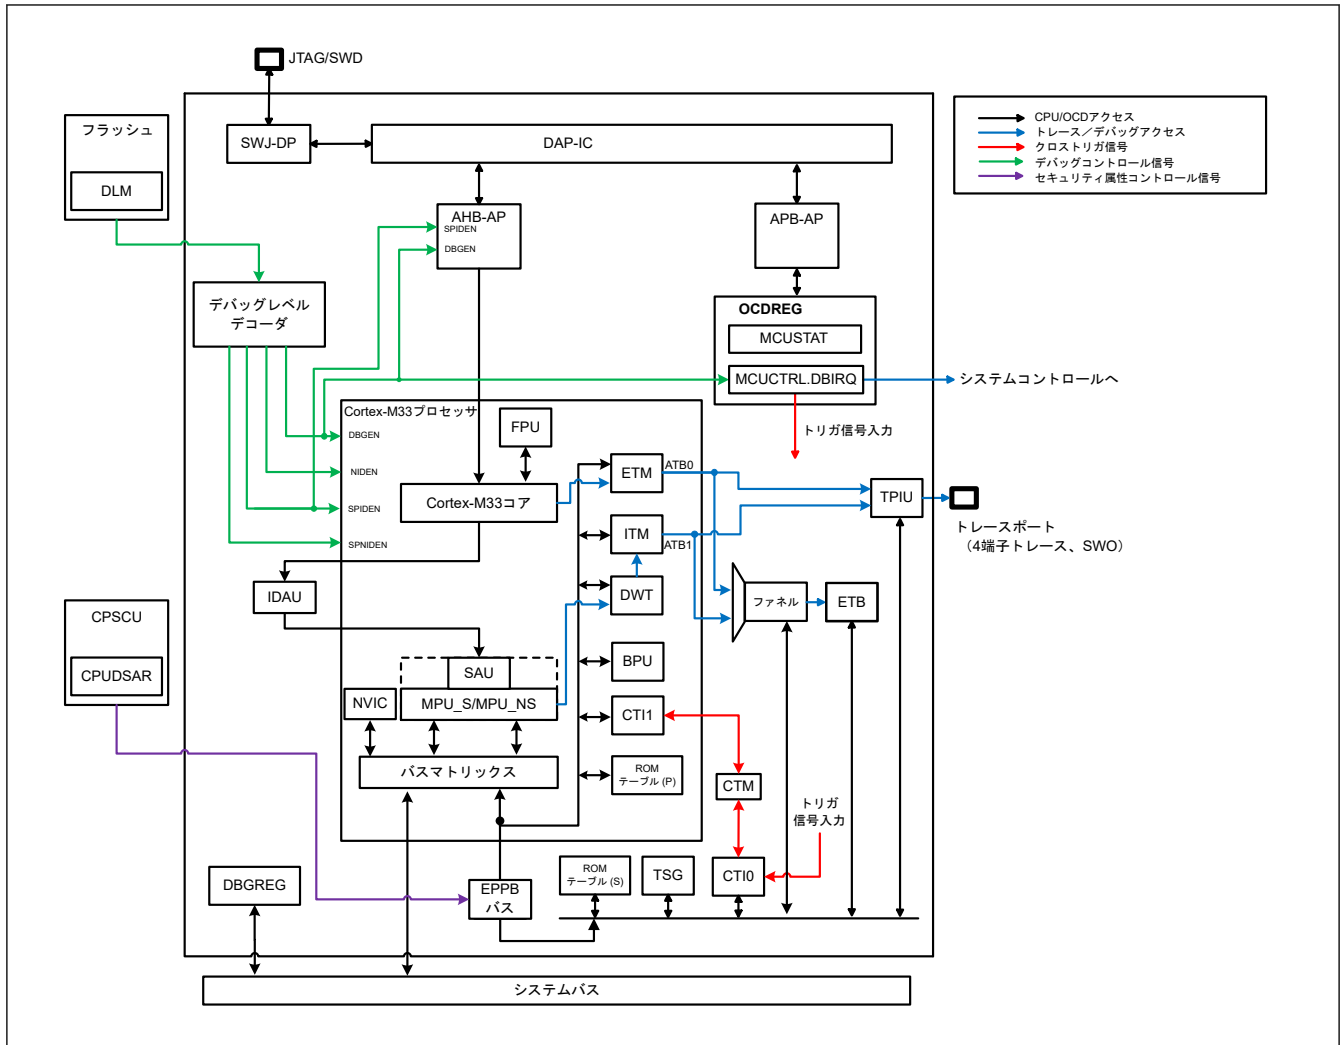 JTAG/SWD
フラッシュ
DLM
SWJ-DP
DAP-IC
CPU/OCDアクセス
トレース／デバッグアクセス
クロストリガ信号
デバッグコントロール信号
セキュリティ属性コントロール信号
AHB-AP
SPIDEN
DBGEN
APB-AP
デバッグレベル
デコーダ
OCDREG
MCUSTAT
MCUCTRL.DBIRQ
システムコントロールへ
トリガ信号入力
Cortex-M33プロセッサ
DBGEN
NIDEN
SPIDEN
SPNIDEN
FPU
Cortex-M33コア
ETM
ATB0
ITM
ATB1
DWT
BPU
CTI1
ROM
テーブル (P)
TPIU
トレースポート
（4端子トレース、SWO）
ファネル
ETB
IDAU
SAU
NVIC
MPU_S/MPU_NS
バスマトリックス
CPSCU
CPUDSAR
CTM
トリガ
信号入力
CTI0
DBGREG
EPPB
バス
ROM
テーブル (S)
TSG
システムバス